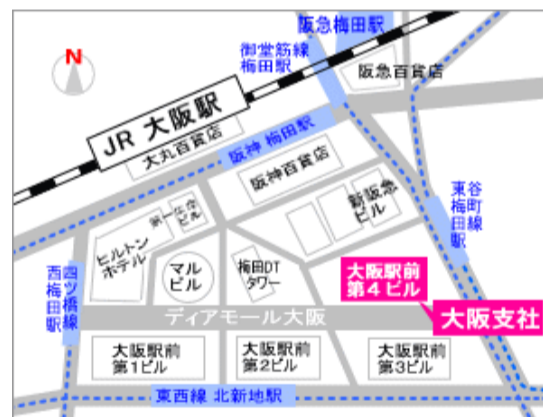 阪急梅田駅
御堂筋線
梅田駅
N
阪急百貨店
JR 大阪駅
大丸百貨店
阪神 梅田駅
阪神百貨店
新阪急
ビル
第一生命
ビル
ヒルトン
ホテル
マル
ビル
梅田DT
タワー
谷町線
東梅田駅
四ツ橋線
西梅田駅
大阪駅前
第4ビル
大阪支社
ディアモール大阪
大阪駅前
第1ビル
大阪駅前
第2ビル
大阪駅前
第3ビル
東西線 北新地駅